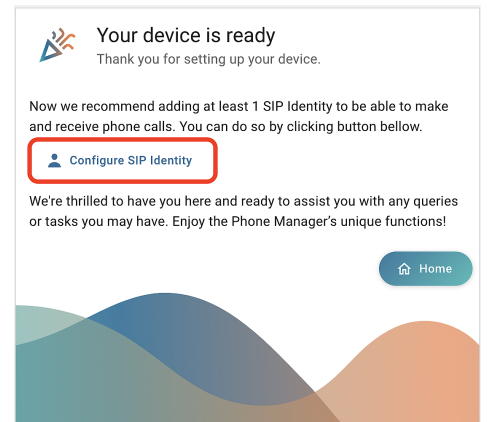 Your device is ready
Thank you for setting up your device.
Now we recommend adding at least 1 SIP Identity to be able to make
and receive phone calls. You can do so by clicking button bellow.
Configure SIP Identity
We're thrilled to have you here and ready to assist you with any queries
or tasks you may have. Enjoy the Phone Manager’s unique functions!
Home